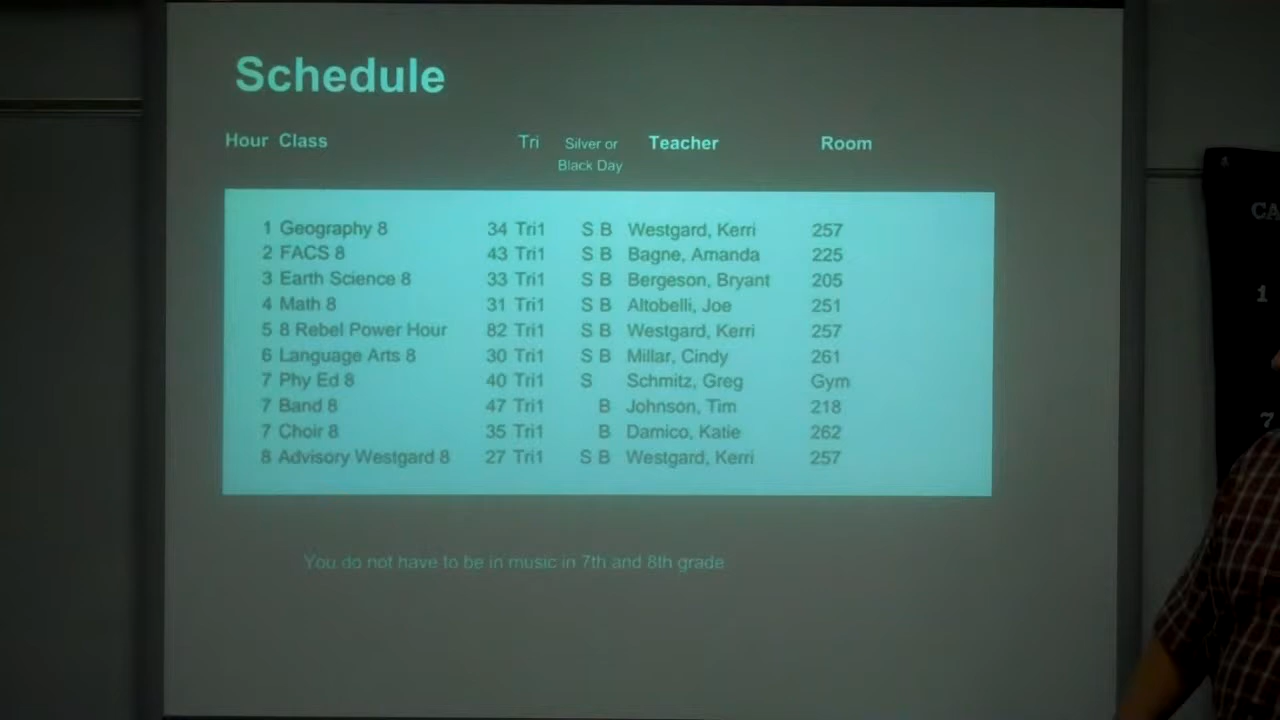 Schedule
Hour Class Tri Silver or Black Day Teacher Room
1 Geography 8 34 Tri1 S B Westgard, Kerri 257
2 FACS 8 43 Tri1 S B Bagne, Amanda 225
3 Earth Science 8 33 Tri1 S B Bergeson, Bryant 205
4 Math 8 31 Tri1 S B Altobelli, Joe 251
5 8 Rebel Power Hour 82 Tri1 S B Westgard, Kerri 257
6 Language Arts 8 30 Tri1 S B Millar, Cindy 261
7 Phy Ed 8 40 Tri1 S Schmitz, Greg Gym
7 Band 8 47 Tri1 B Johnson, Tim 218
7 Choir 8 35 Tri1 B Damico, Katie 262
8 Advisory Westgard 8 27 Tri1 S B Westgard, Kerri 257
You do not have to be in music in 7th and 8th grade
CA
1
7